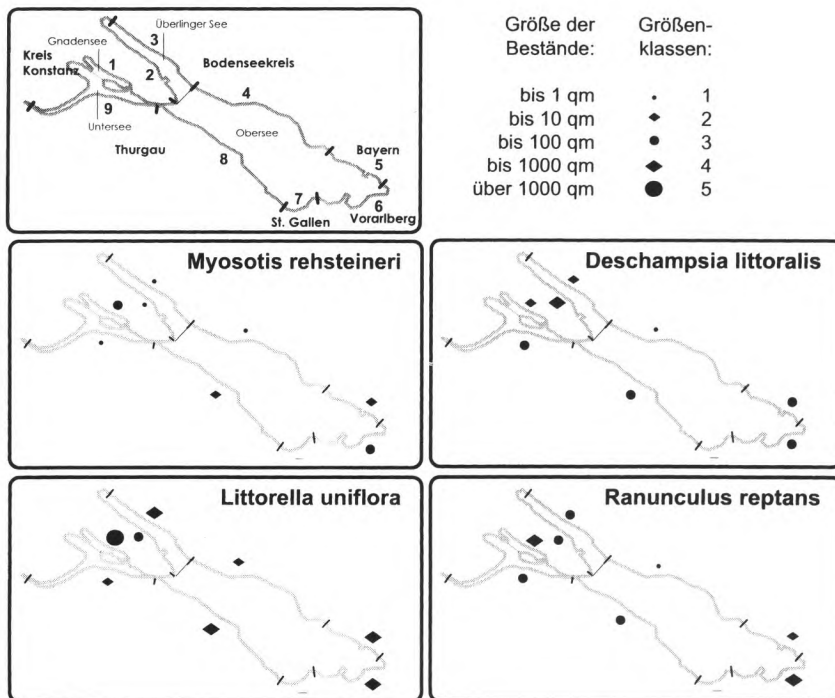 Überlinger See
3
Gnadensee
Kreis
Konstanz
1
2
Bodenseekreis
4
9
Untersee
Obersee
Thurgau
8
Bayern
5
7
6
St. Gallen
Vorarlberg
Größe der Größen-
Bestände: klassen:
bis 1 qm 1
bis 10 qm 2
bis 100 qm 3
bis 1000 qm 4
über 1000 qm 5
Myosotis rehsteineri
Deschampsia littoralis
Littorella uniflora
Ranunculus reptans